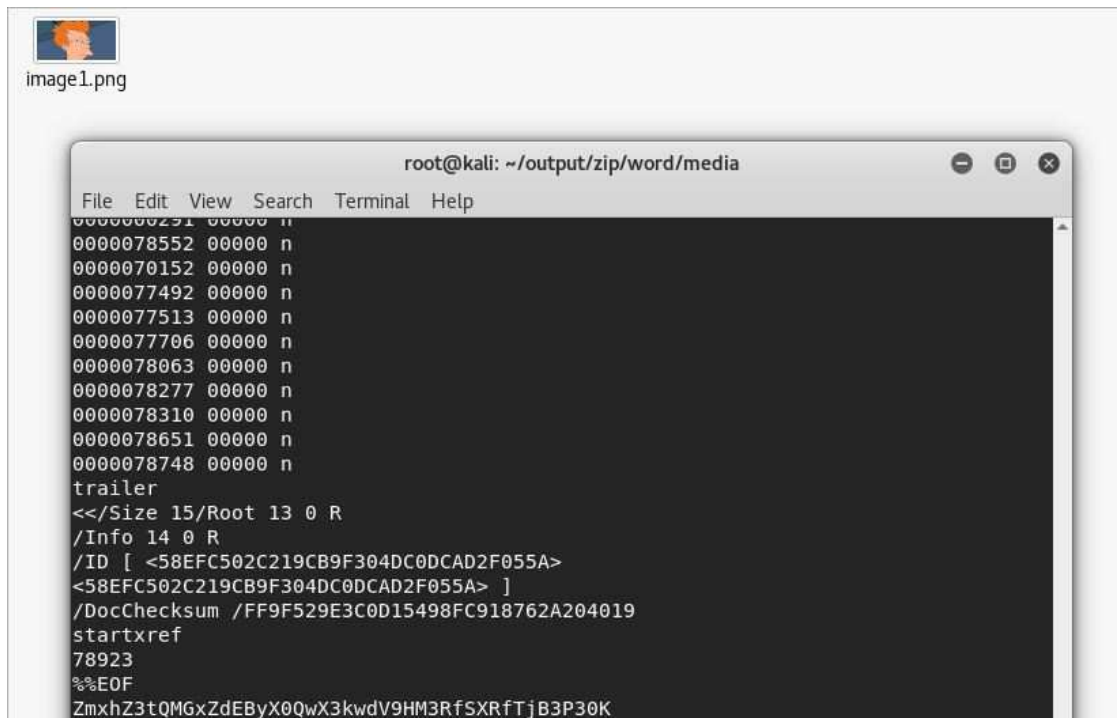 image1.png
root@kali: ~/output/zip/word/media
File Edit View Search Terminal Help
0000000291 00000 n
0000078552 00000 n
0000070152 00000 n
0000077492 00000 n
0000077513 00000 n
0000077706 00000 n
0000078063 00000 n
0000078277 00000 n
0000078310 00000 n
0000078651 00000 n
0000078748 00000 n
trailer
<</Size 15/Root 13 0 R
/Info 14 0 R
/ID [ <58EFC502C219CB9F304DC0DCAD2F055A>
<58EFC502C219CB9F304DC0DCAD2F055A> ]
/DocChecksum /FF9F529E3C0D15498FC918762A204019
startxref
78923
%%EOF
ZmxhZ3tQMGxZdEByX0QwX3kwdV9HM3RfSXRfTjB3P30K